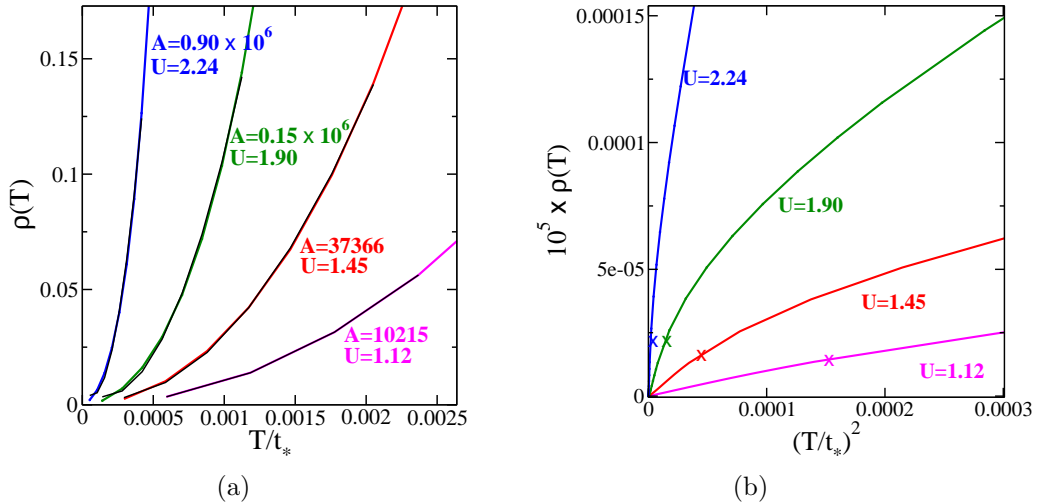 ρ(T)
0.15
0.1
0.05
0
A=0.90 x 10^6
U=2.24
A=0.15 x 10^6
U=1.90
A=37366
U=1.45
A=10215
U=1.12
0 0.0005 0.001 0.0015 0.002 0.0025
T/t_*
(a)
10^5 x ρ(T)
0.00015
0.0001
5e-05
0
U=2.24
U=1.90
U=1.45
U=1.12
x x x x
0 0.0001 0.0002 0.0003
(T/t_*)^2
(b)